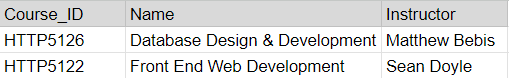 Course_ID Name Instructor
HTTP5126 Database Design & Development Matthew Bebis
HTTP5122 Front End Web Development Sean Doyle